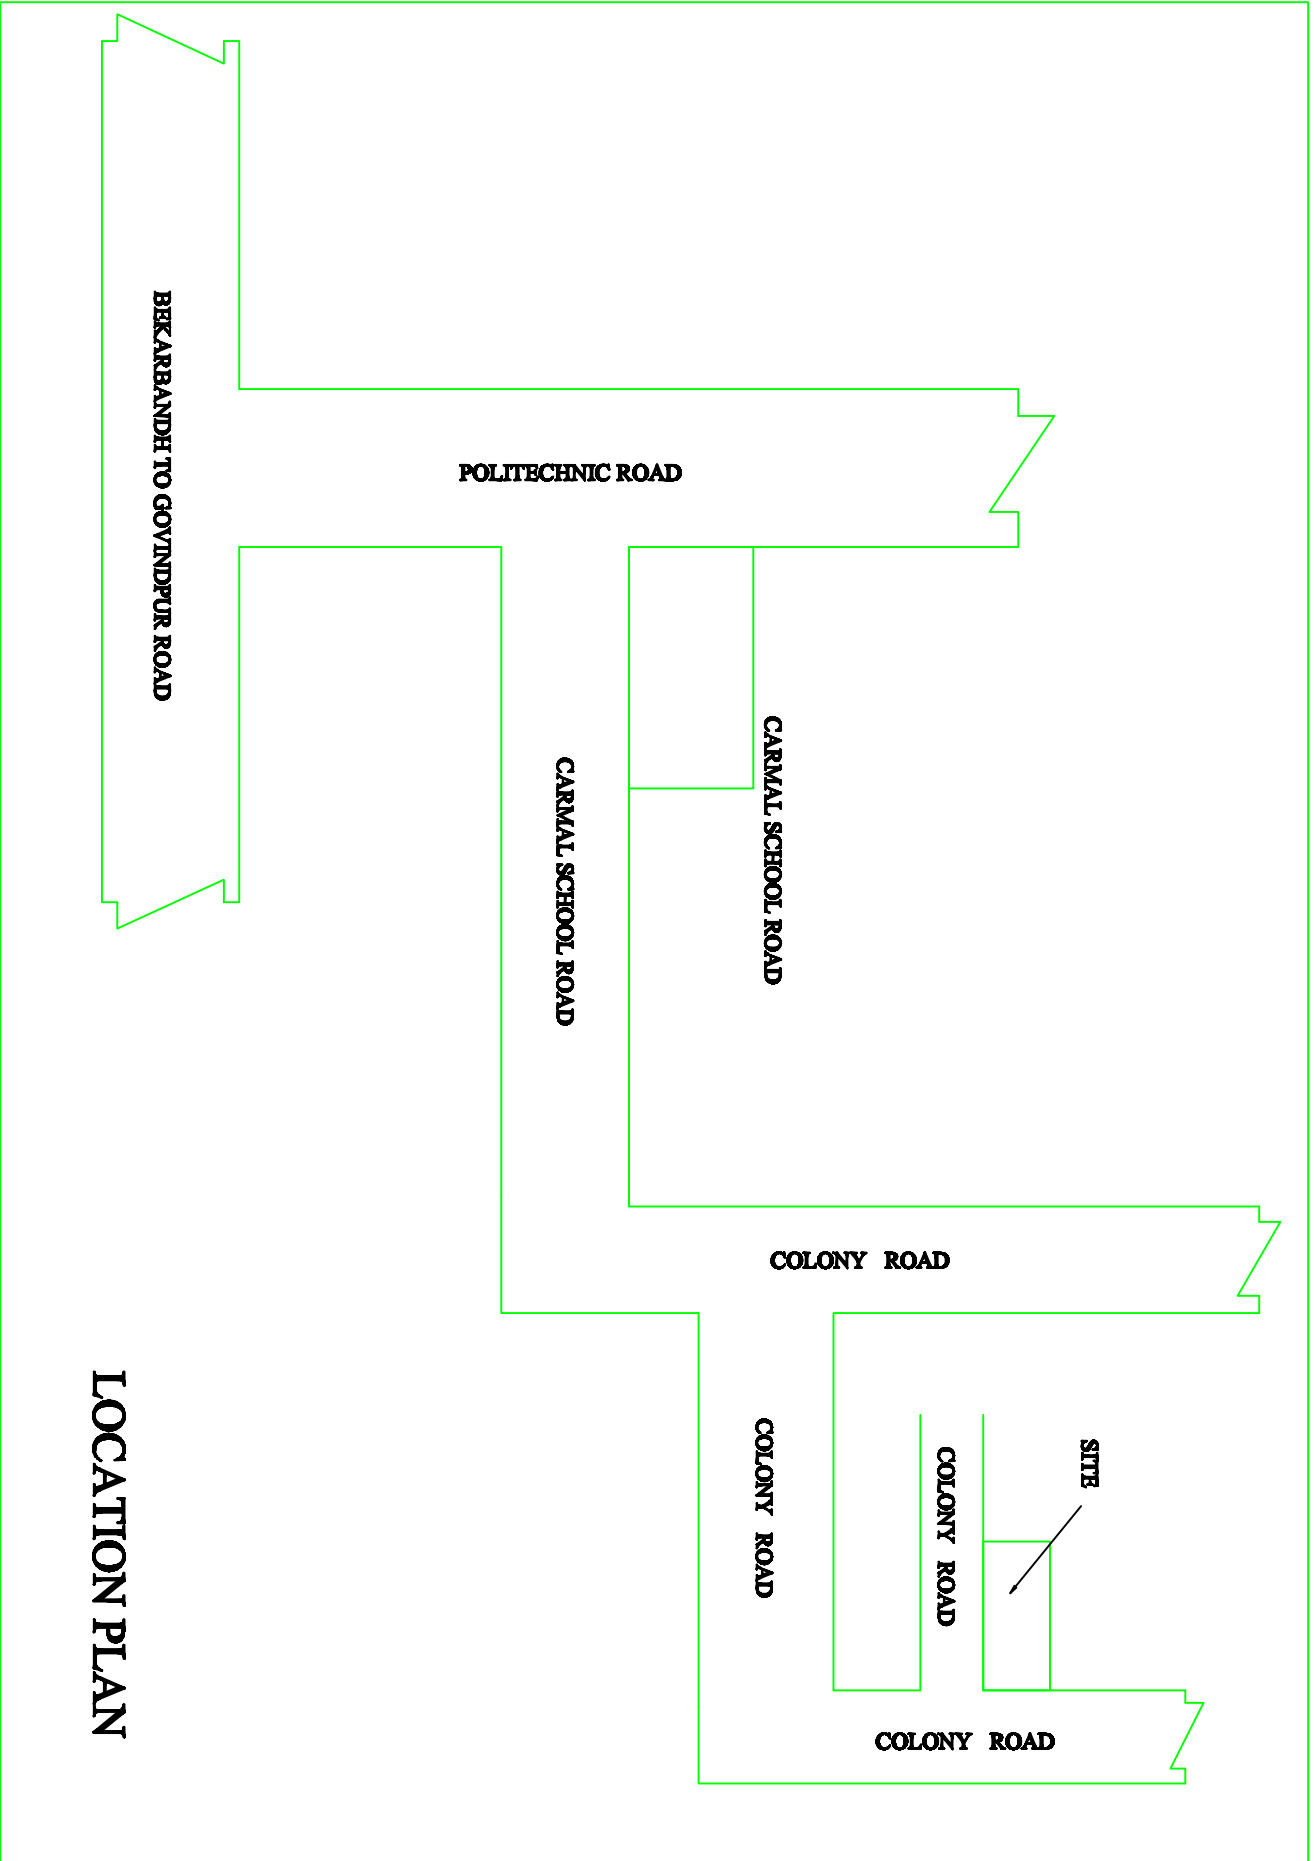 BEKARBANDH TO GOVINDPUR ROAD
POLITECHNIC ROAD
CARMAL SCHOOL ROAD
CARMAL SCHOOL ROAD
COLONY ROAD
COLONY ROAD
COLONY ROAD
SITE
COLONY ROAD
LOCATION PLAN